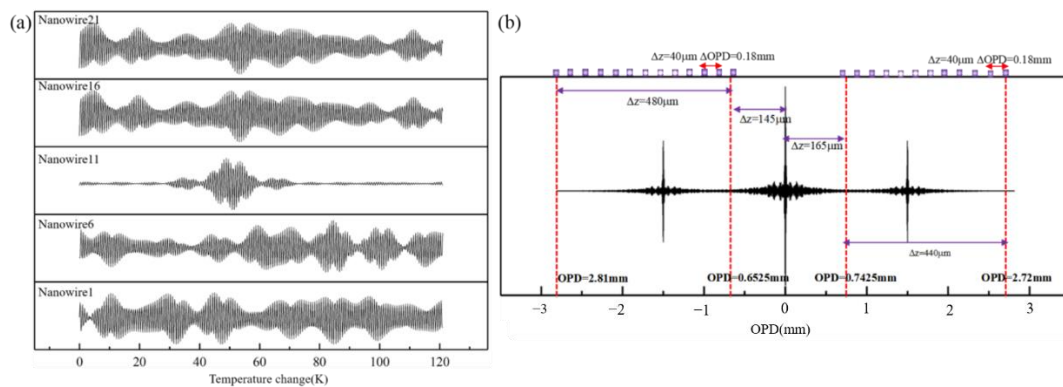 (a)
Nanowire21
Nanowire16
Nanowire11
Nanowire6
Nanowire1
0 20 40 60 80 100 120
Temperature change(K)
(b)
Δz=40μm ΔOPD=0.18mm
Δz=40μm ΔOPD=0.18mm
Δz=480μm
Δz=145μm
Δz=165μm
Δz=440μm
OPD=2.81mm OPD=0.6525mm OPD=0.7425mm OPD=2.72mm
−3 −2 −1 0 1 2 3
OPD(mm)